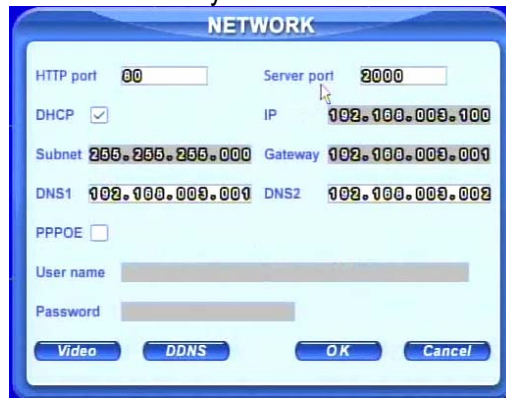 NETWORK
HTTP port 80 Server port 2000
DHCP IP 192.168.003.100
Subnet 255.255.255.000 Gateway 192.168.003.001
DNS1 192.168.003.001 DNS2 192.168.003.002
PPPOE
User name
Password
Video DDNS OK Cancel